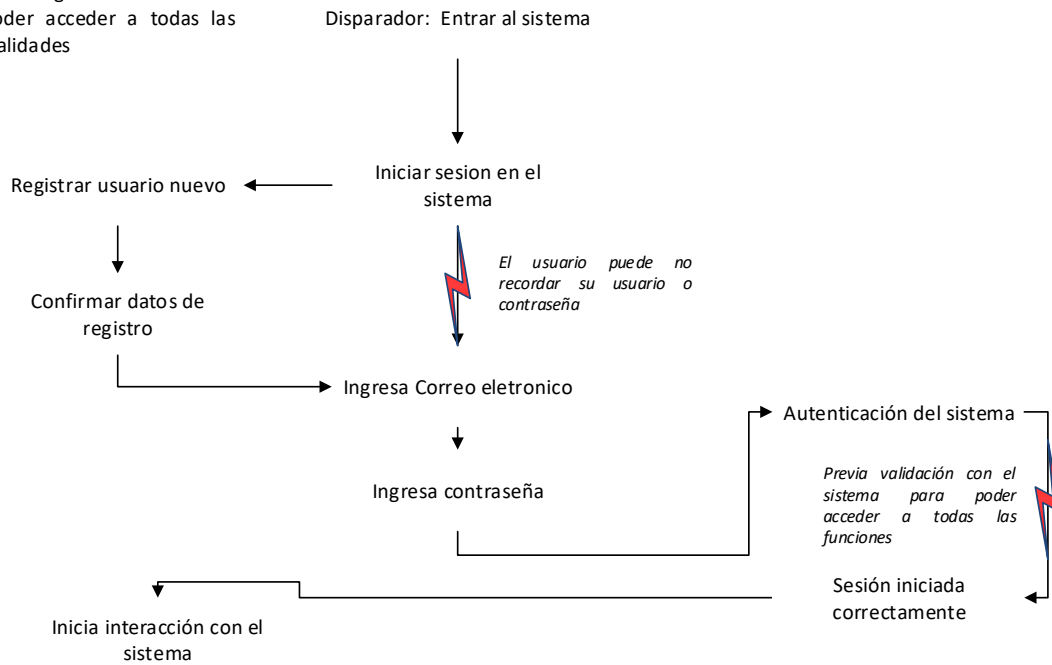 poder acceder a todas las
Disparador: Entrar al sistema
Iniciar sesion en el
sistema
Registrar usuario nuevo
El usuario puede no
recordar su usuario o
contraseña
Confirmar datos de
registro
Ingresa Correo eletronico
Autenticación del sistema
Previa validación con el
sistema para poder
acceder a todas las
funciones
Ingresa contraseña
Sesión iniciada
correctamente
Inicia interacción con el
sistema